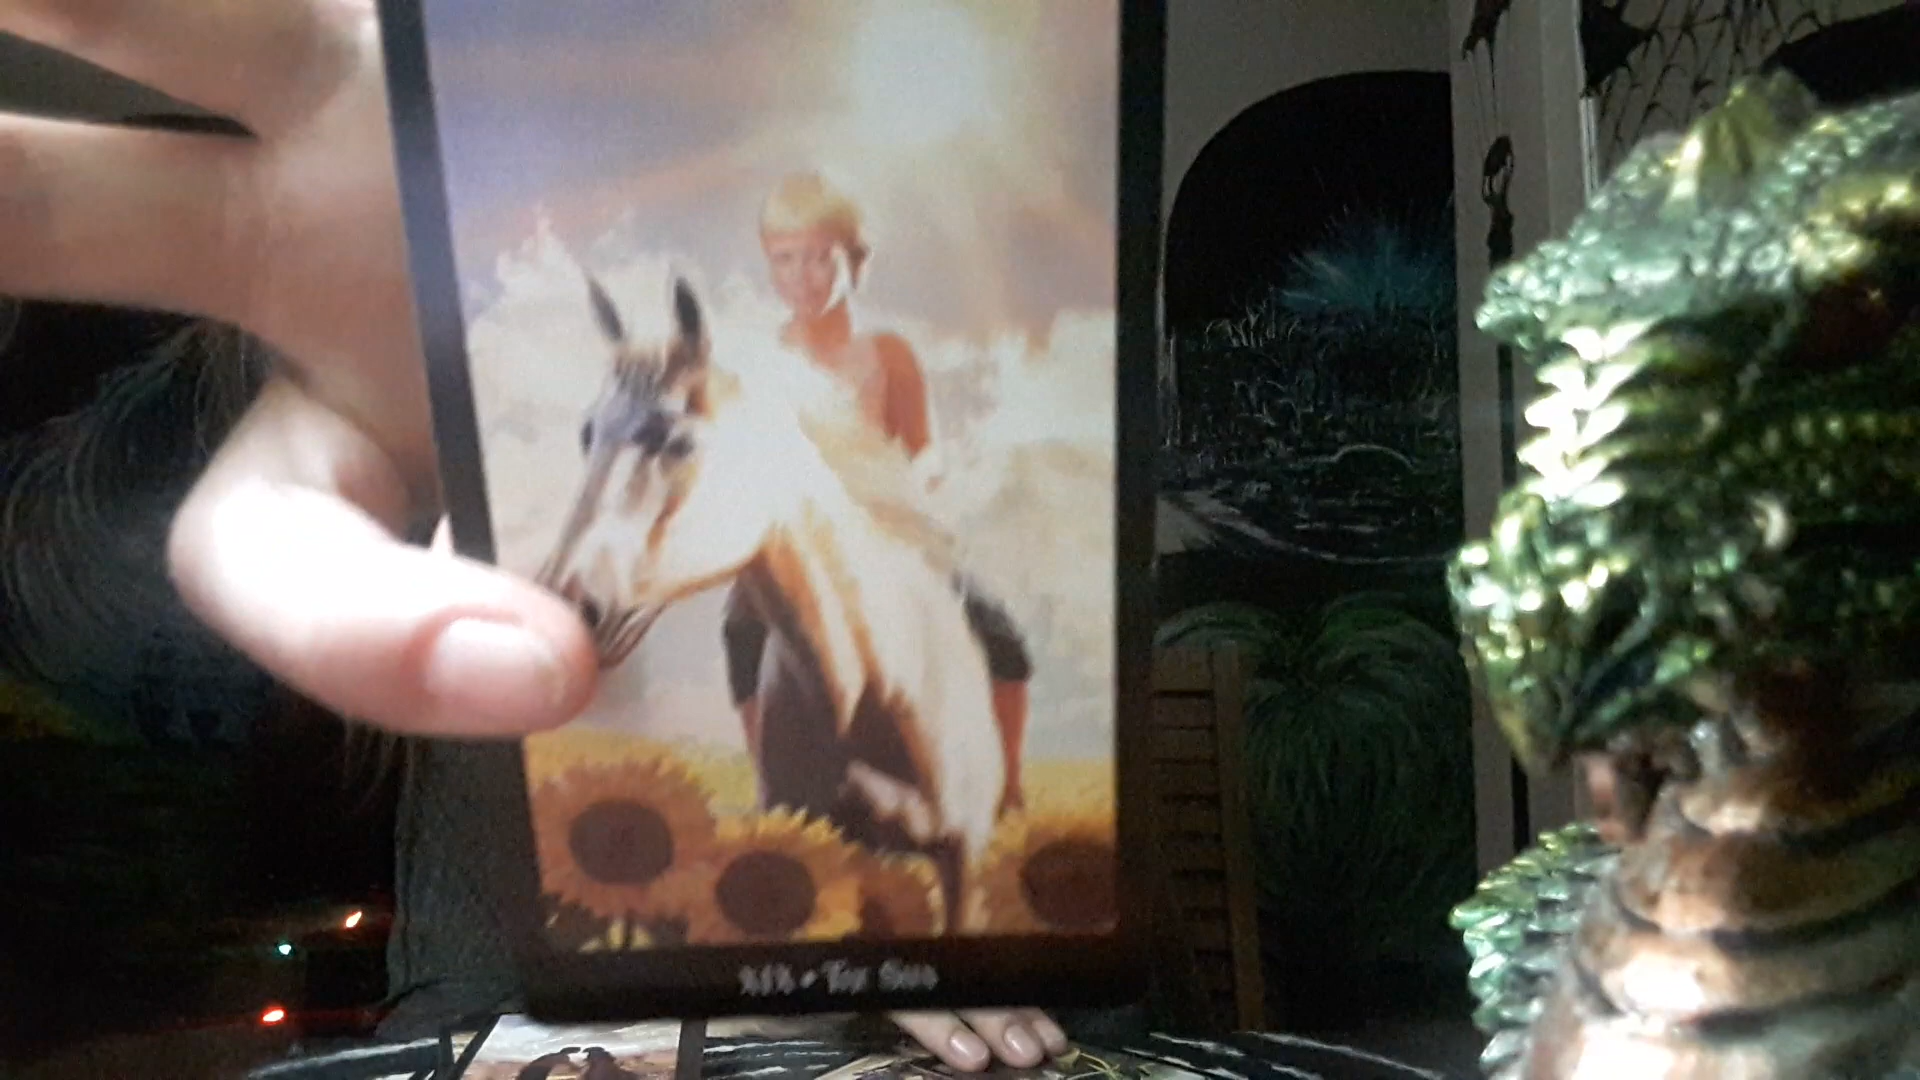 XIX • The Sun